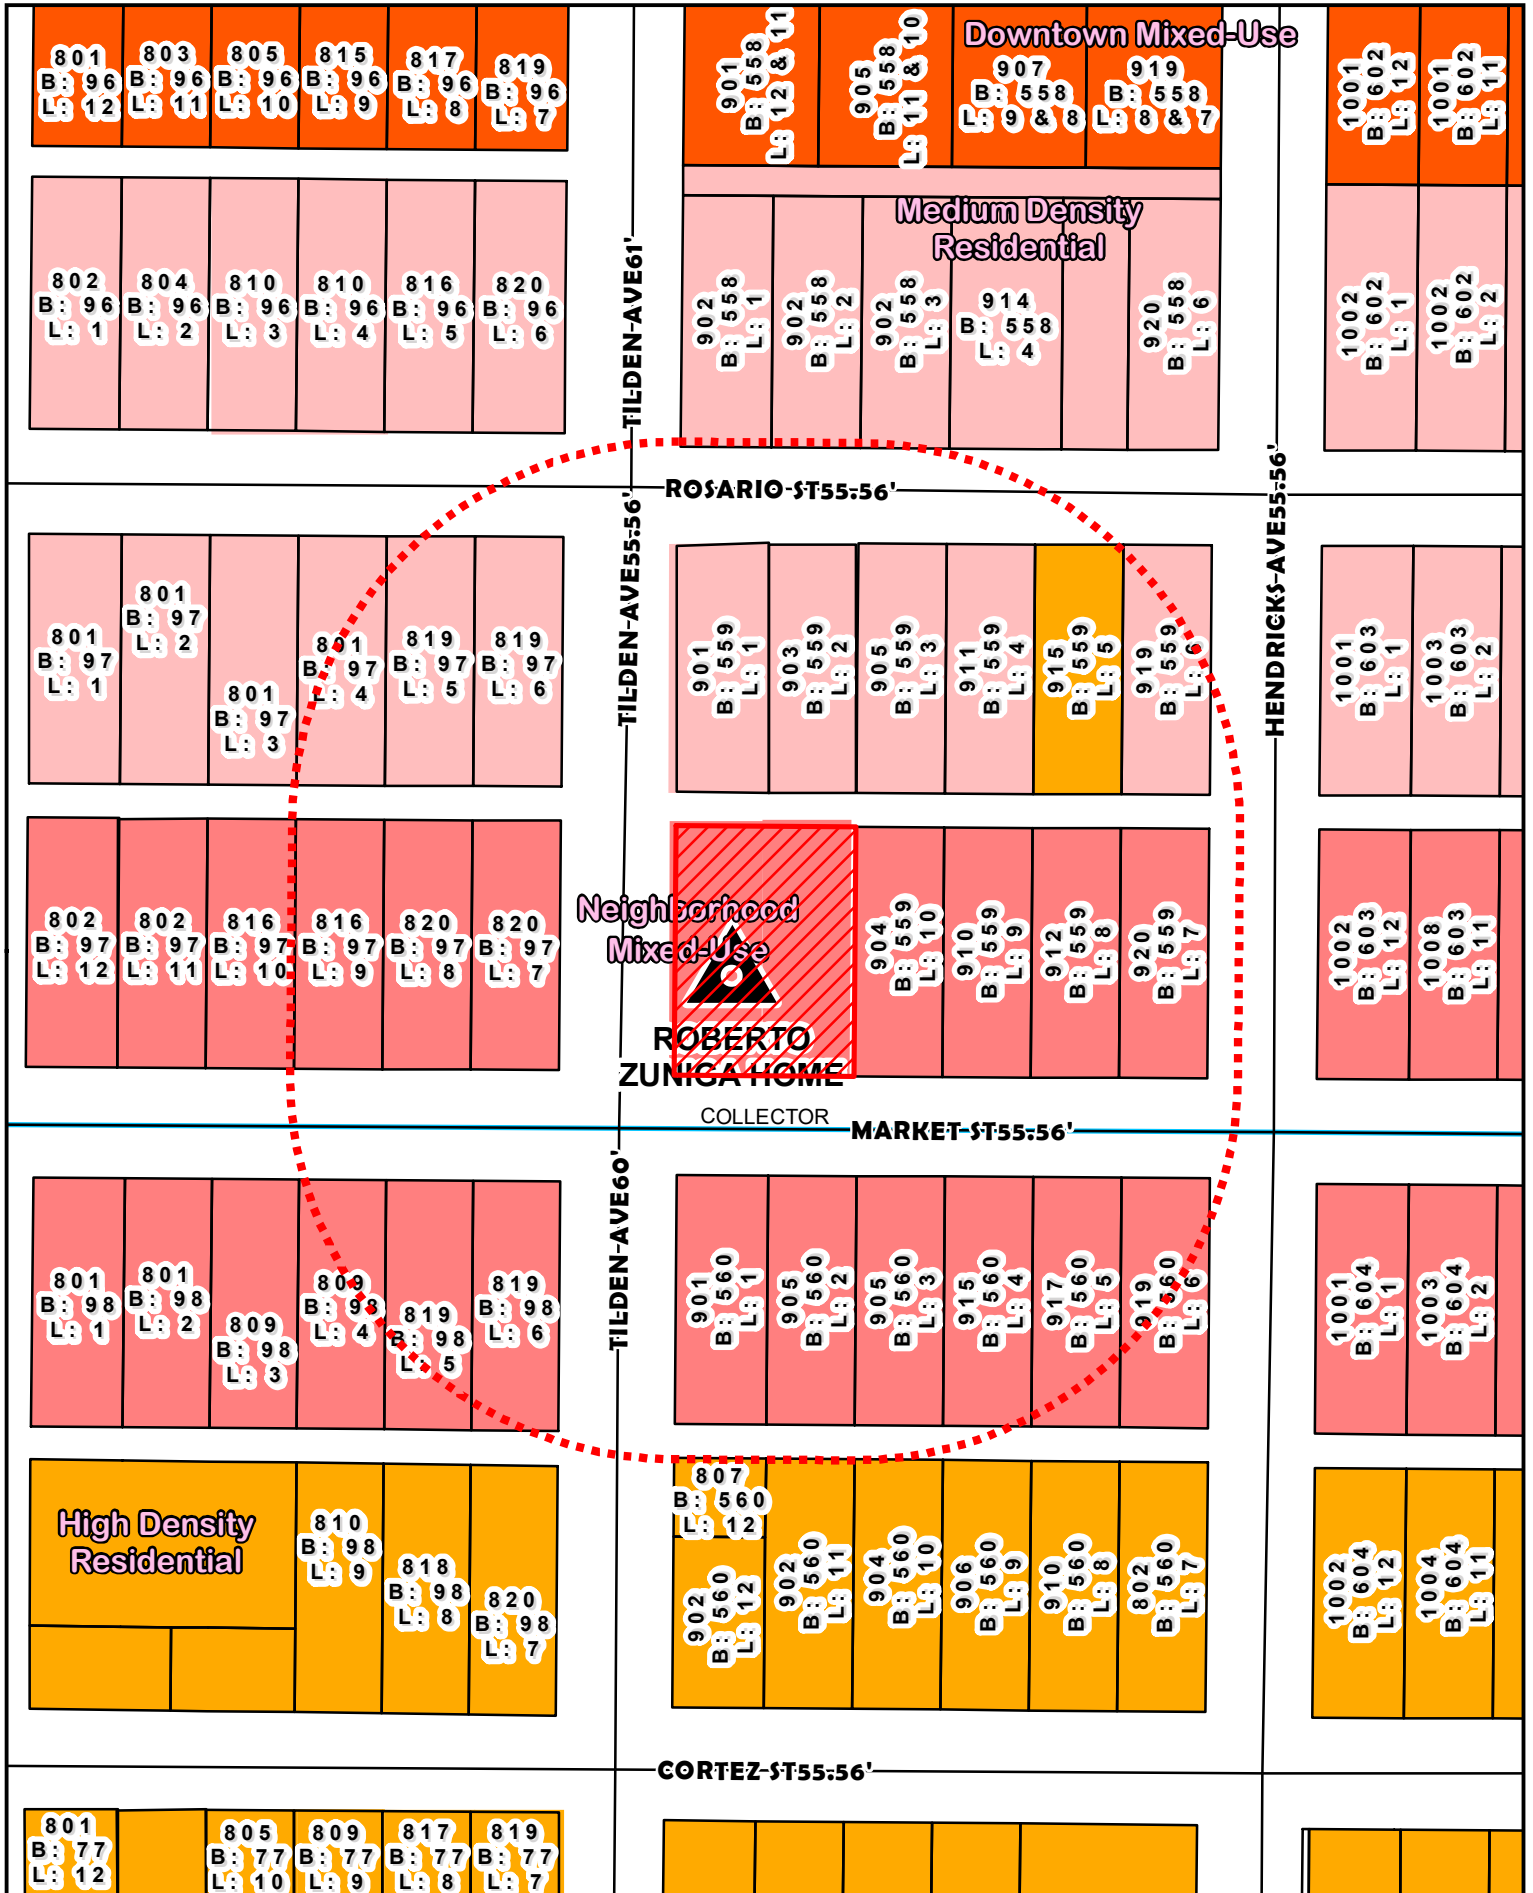 801
B: 96
L: 12
803
B: 96
L: 11
805
B: 96
L: 10
815
B: 96
L: 9
817
B: 96
L: 8
819
B: 96
L: 7
901
B: 558
L: 12 & 11
905
B: 558
L: 11 & 10
Downtown Mixed-Use
907
B: 558
L: 9 & 8
919
B: 558
L: 8 & 7
1001
B: 602
L: 12
1001
B: 602
L: 11
802
B: 96
L: 1
804
B: 96
L: 2
810
B: 96
L: 3
810
B: 96
L: 4
816
B: 96
L: 5
820
B: 96
L: 6
TILDEN-AVE61'
Medium Density
Residential
902
B: 558
L: 1
902
B: 558
L: 2
902
B: 558
L: 3
914
B: 558
L: 4
920
B: 558
L: 6
1002
B: 602
L: 1
1002
B: 602
L: 2
ROSARIO-ST55.56'
TILDEN-AVE55.56'
HENDRICKS-AVE55.56'
801
B: 97
L: 1
801
B: 97
L: 2
801
B: 97
L: 3
801
B: 97
L: 4
819
B: 97
L: 5
819
B: 97
L: 6
901
B: 559
L: 1
903
B: 559
L: 2
905
B: 559
L: 3
911
B: 559
L: 4
915
B: 559
L: 5
919
B: 559
L: 6
1001
B: 603
L: 1
1003
B: 603
L: 2
802
B: 97
L: 12
802
B: 97
L: 11
816
B: 97
L: 10
816
B: 97
L: 9
820
B: 97
L: 8
820
B: 97
L: 7
Neighborhood
Mixed-Use
ROBERTO
ZUNIGA HOME
904
B: 559
L: 10
910
B: 559
L: 9
912
B: 559
L: 8
920
B: 559
L: 7
1002
B: 603
L: 12
1008
B: 603
L: 11
COLLECTOR
MARKET ST55.56'
TILDEN-AVE60'
801
B: 98
L: 1
801
B: 98
L: 2
809
B: 98
L: 3
809
B: 98
L: 4
819
B: 98
L: 5
819
B: 98
L: 6
901
B: 560
L: 1
905
B: 560
L: 2
905
B: 560
L: 3
915
B: 560
L: 4
917
B: 560
L: 5
919
B: 560
L: 6
1001
B: 604
L: 1
1003
B: 604
L: 2
High Density
Residential
810
B: 98
L: 9
818
B: 98
L: 8
820
B: 98
L: 7
807
B: 560
L: 12
902
B: 560
L: 12
902
B: 560
L: 11
904
B: 560
L: 10
906
B: 560
L: 9
910
B: 560
L: 8
802
B: 560
L: 7
1002
B: 604
L: 12
1004
B: 604
L: 11
CORTEZ-ST55.56'
801
B: 77
L: 12
805
B: 77
L: 10
809
B: 77
L: 9
817
B: 77
L: 8
819
B: 77
L: 7